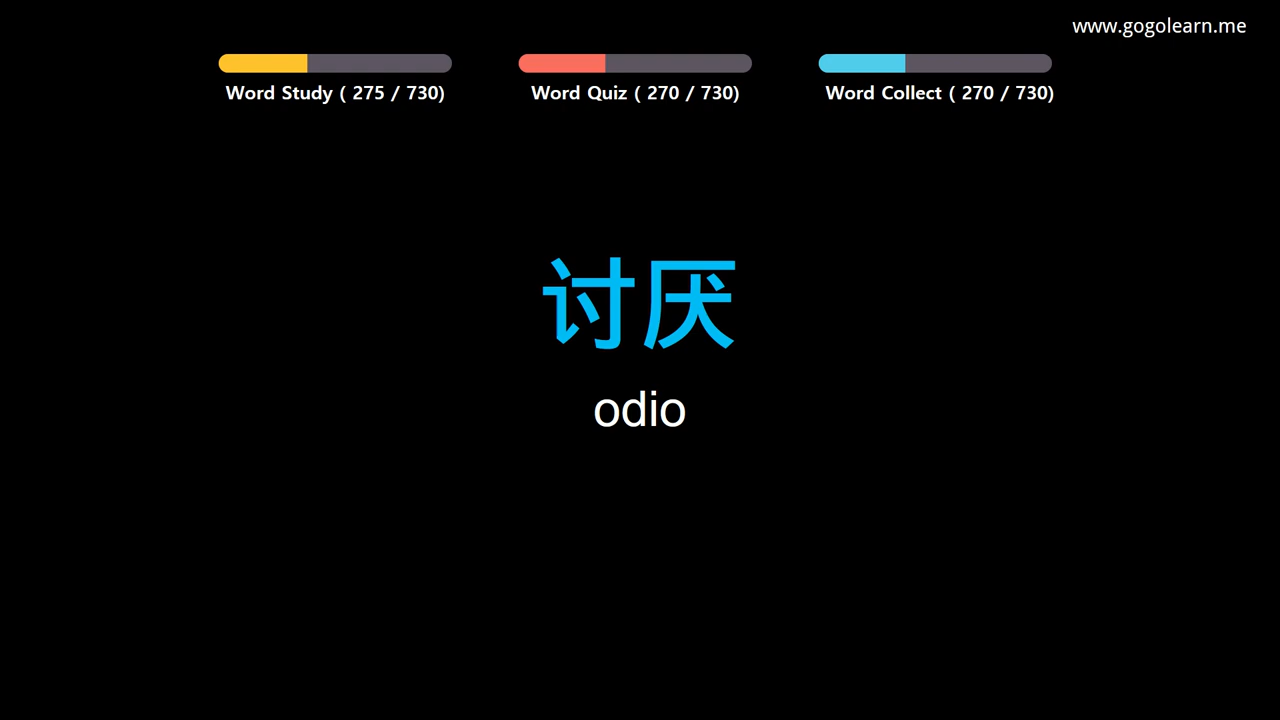 www.gogolearn.me
Word Study ( 275 / 730)
Word Quiz ( 270 / 730)
Word Collect ( 270 / 730)
讨厌
odio